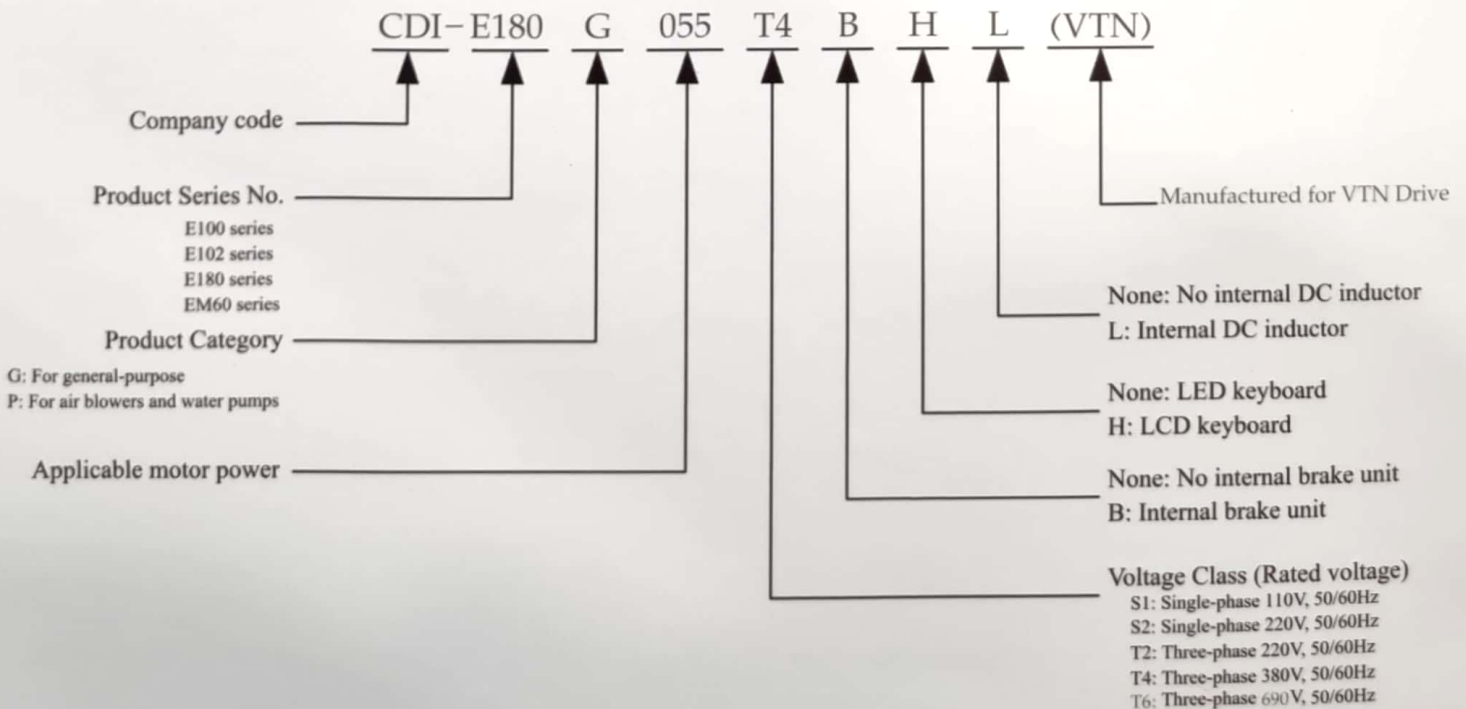 CDI-E180 G 055 T4 B H L (VTN)
Company code
Product Series No.
E100 series
E102 series
E180 series
EM60 series
Product Category
G: For general-purpose
P: For air blowers and water pumps
Applicable motor power
Manufactured for VTN Drive
None: No internal DC inductor
L: Internal DC inductor
None: LED keyboard
H: LCD keyboard
None: No internal brake unit
B: Internal brake unit
Voltage Class (Rated voltage)
S1: Single-phase 110V, 50/60Hz
S2: Single-phase 220V, 50/60Hz
T2: Three-phase 220V, 50/60Hz
T4: Three-phase 380V, 50/60Hz
T6: Three-phase 690V, 50/60Hz